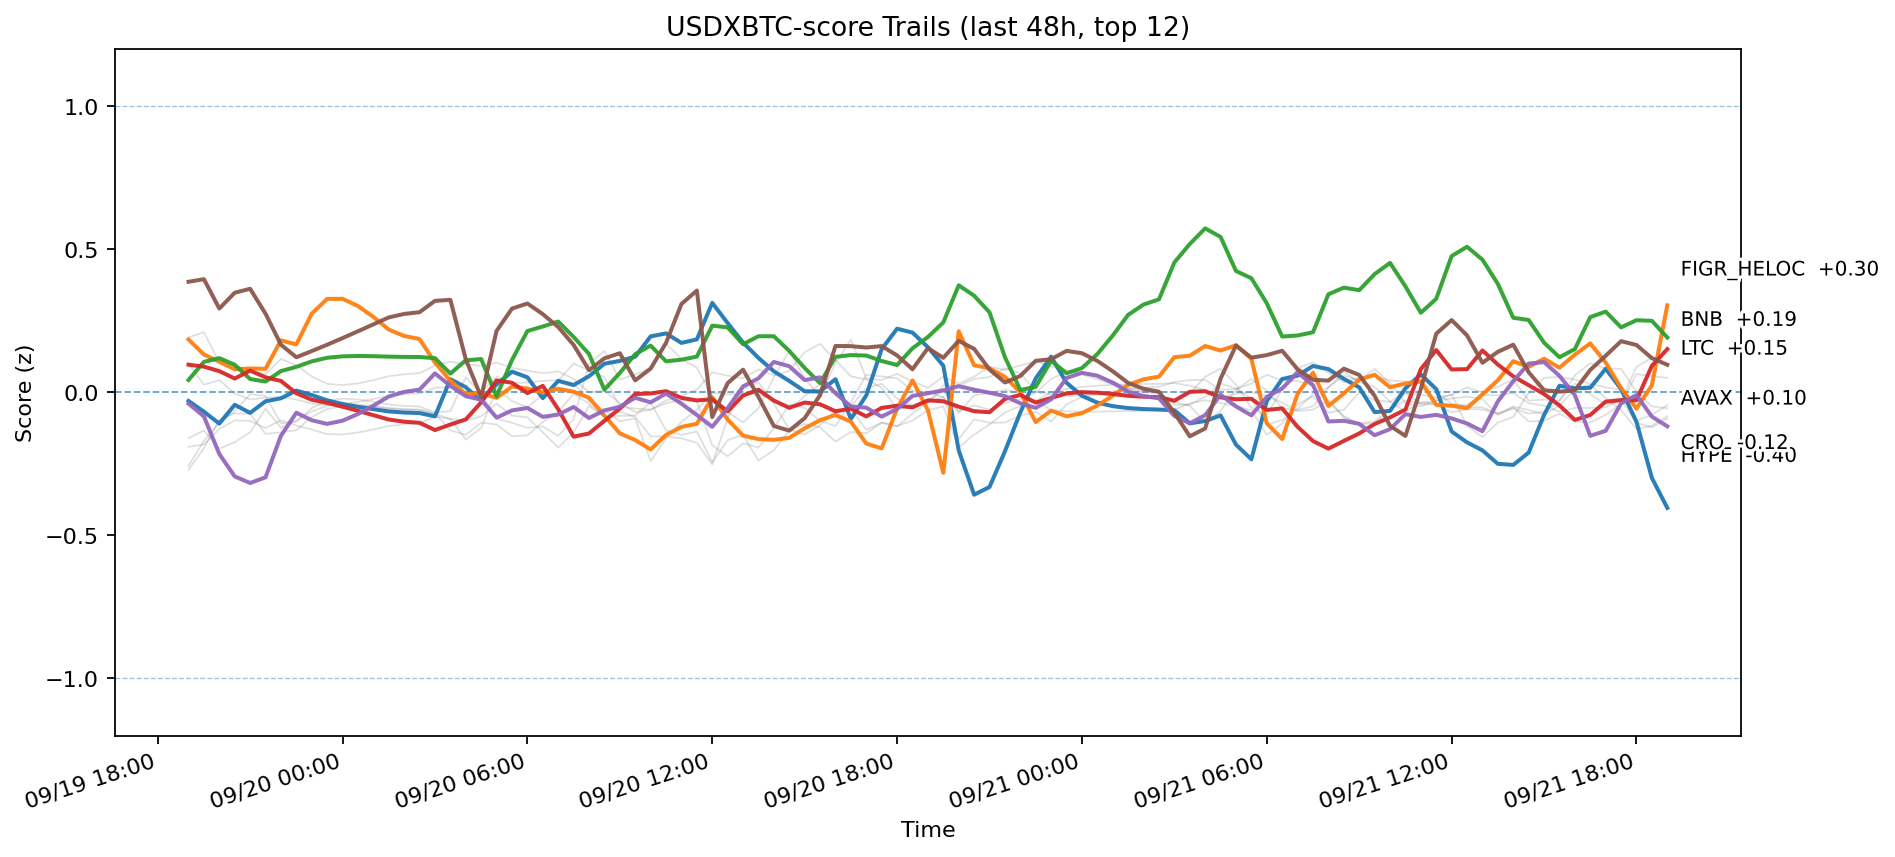 USDXBTC-score Trails (last 48h, top 12)
Score (z)
1.0
0.5
0.0
−0.5
−1.0
FIGR_HELOC +0.30
BNB +0.19
LTC +0.15
AVAX +0.10
CRO -0.12
HYPE -0.40
09/19 18:00
09/20 00:00
09/20 06:00
09/20 12:00
09/20 18:00
09/21 00:00
09/21 06:00
09/21 12:00
09/21 18:00
Time